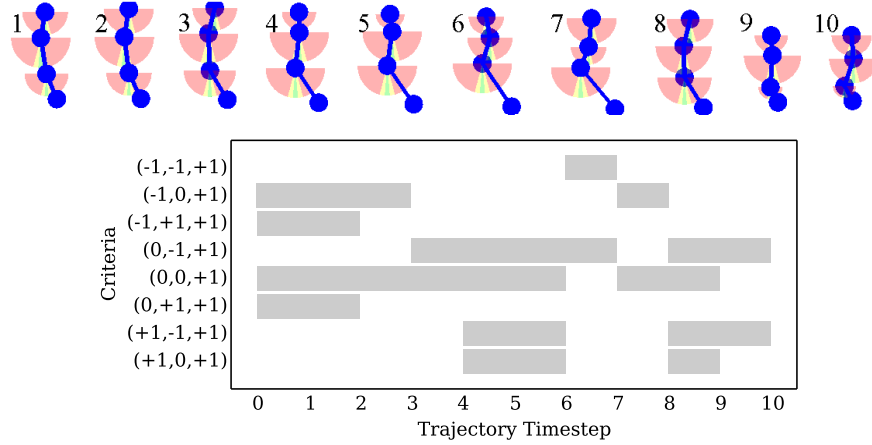 1 2 3 4 5 6 7 8 9 10
(-1,-1,+1)
(-1,0,+1)
(-1,+1,+1)
(0,-1,+1)
(0,0,+1)
(0,+1,+1)
(+1,-1,+1)
(+1,0,+1)
Criteria
0 1 2 3 4 5 6 7 8 9 10
Trajectory Timestep